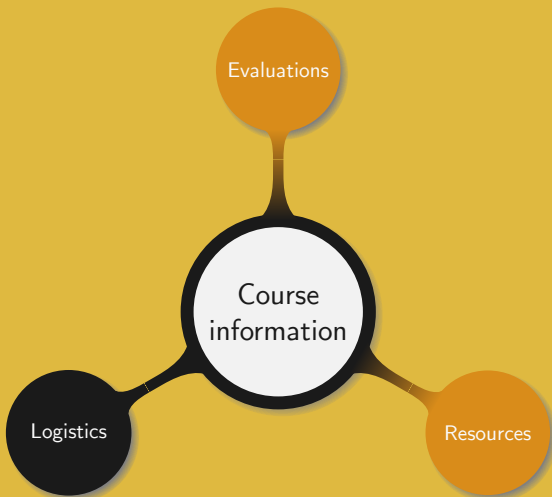 Evaluations
Course
information
Logistics
Resources